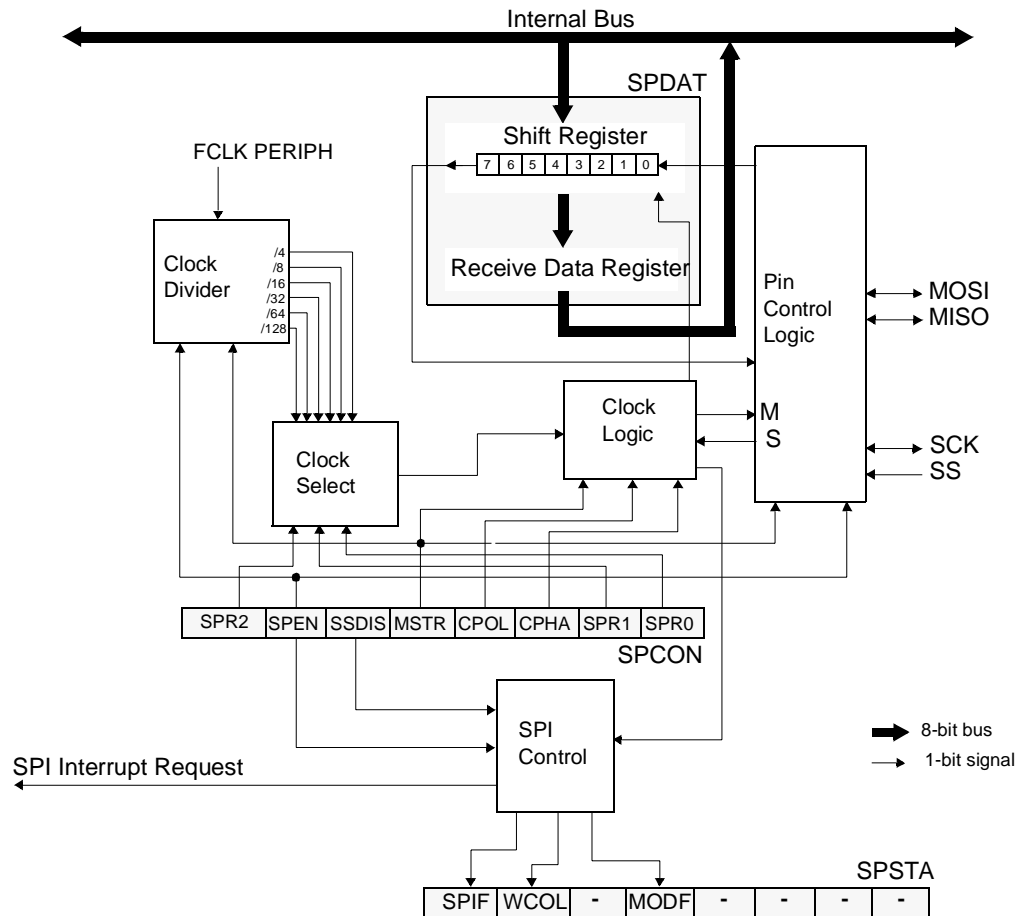 Internal Bus
SPDAT
Shift Register
FCLK PERIPH
7 6 5 4 3 2 1 0
Clock
Divider
/4
/8
/16
/32
/64
/128
Receive Data Register
Pin
Control
Logic
MOSI
MISO
Clock
Logic
M
S
SCK
SS
Clock
Select
SPR2 SPEN SSDIS MSTR CPOL CPHA SPR1 SPR0
SPCON
SPI
Control
8-bit bus
1-bit signal
SPI Interrupt Request
SPSTA
SPIF WCOL - MODF - - - -